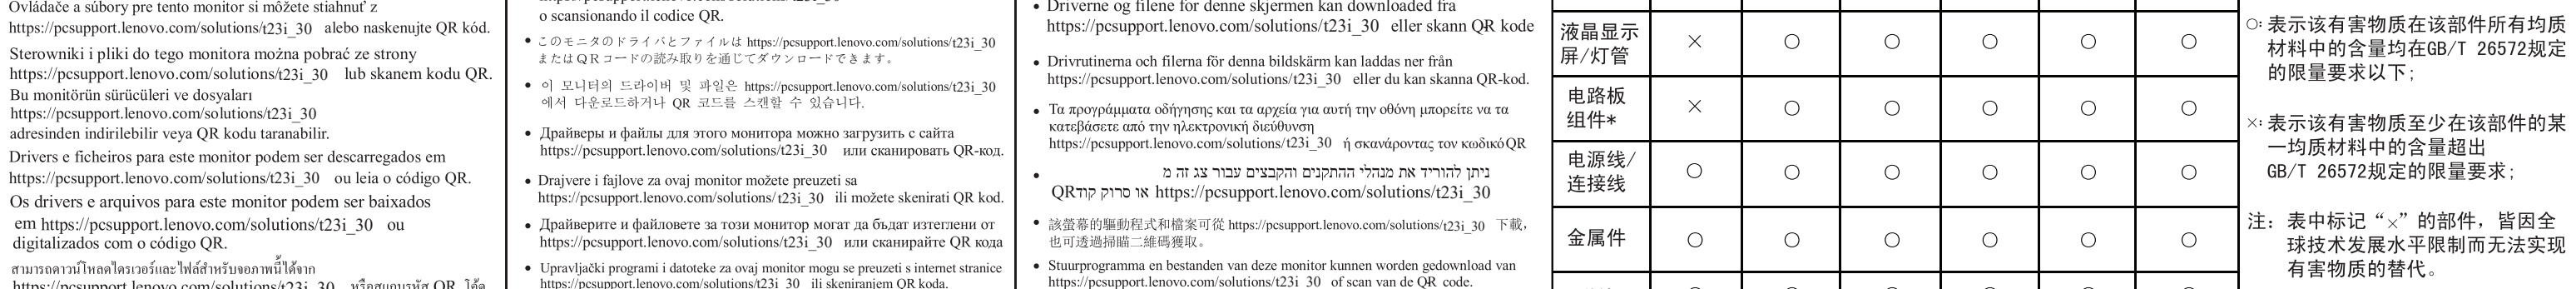 Ovládače a súbory pre tento monitor si môžete stiahnuť z
https://pcsupport.lenovo.com/solutions/t23i_30 alebo naskenujte QR kód.
Sterowniki i pliki do tego monitora można pobrać ze strony
https://pcsupport.lenovo.com/solutions/t23i_30 lub skanem kodu QR.
Bu monitörün sürücüleri ve dosyaları
https://pcsupport.lenovo.com/solutions/t23i_30
adresinden indirilebilir veya QR kodu taranabilir.
Drivers e ficheiros para este monitor podem ser descarregados em
https://pcsupport.lenovo.com/solutions/t23i_30 ou leia o código QR.
Os drivers e arquivos para este monitor podem ser baixados
em https://pcsupport.lenovo.com/solutions/t23i_30 ou
digitalizados com o código QR.
สามารถดาวน์โหลดไดรเวอร์และไฟล์สำหรับจอภาพนี้ได้จาก
https://pcsupport.lenovo.com/solutions/t23i_30 หรือสแกนรหัส QR โค้ด
https://pcsupport.lenovo.com/solutions/t23i_30
o scansionando il codice QR.
• このモニタのドライバとファイルは https://pcsupport.lenovo.com/solutions/t23i_30
またはQRコードの読み取りを通じてダウンロードできます。
• 이 모니터의 드라이버 및 파일은 https://pcsupport.lenovo.com/solutions/t23i_30
에서 다운로드하거나 QR 코드를 스캔할 수 있습니다.
• Драйверы и файлы для этого монитора можно загрузить с сайта
https://pcsupport.lenovo.com/solutions/t23i_30 или сканировать QR-код.
• Drajvere i fajlove za ovaj monitor možete preuzeti sa
https://pcsupport.lenovo.com/solutions/t23i_30 ili možete skenirati QR kod.
• Драйверите и файловете за този монитор могат да бъдат изтеглени от
https://pcsupport.lenovo.com/solutions/t23i_30 или сканирайте QR кода
• Upravljački programi i datoteke za ovaj monitor mogu se preuzeti s internet stranice
https://pcsupport.lenovo.com/solutions/t23i_30 ili skeniranjem QR koda.
• Driverne og filene for denne skjermen kan downloaded fra
https://pcsupport.lenovo.com/solutions/t23i_30 eller skann QR kode
• Drivrutinerna och filerna för denna bildskärm kan laddas ner från
https://pcsupport.lenovo.com/solutions/t23i_30 eller du kan skanna QR-kod.
• Τα προγράμματα οδήγησης και τα αρχεία για αυτή την οθόνη μπορείτε να τα
κατεβάσετε από την ηλεκτρονική διεύθυνση
https://pcsupport.lenovo.com/solutions/t23i_30 ή σκανάροντας τον κωδικό QR
• ניתן להוריד את מנהלי ההתקנים והקבצים עבור צג זה מ
https://pcsupport.lenovo.com/solutions/t23i_30 או סרוק קוד QR
• 該螢幕的驅動程式和檔案可從 https://pcsupport.lenovo.com/solutions/t23i_30 下載，
也可透過掃瞄二維碼獲取。
• Stuurprogramma en bestanden van deze monitor kunnen worden gedownload van
https://pcsupport.lenovo.com/solutions/t23i_30 of scan van de QR code.
液晶显示
屏/灯管 × ○ ○ ○ ○ ○
电路板
组件* × ○ ○ ○ ○ ○
电源线/
连接线 ○ ○ ○ ○ ○ ○
金属件 ○ ○ ○ ○ ○ ○
○：表示该有害物质在该部件所有均质
材料中的含量均在GB/T 26572规定
的限量要求以下；
×：表示该有害物质至少在该部件的某
一均质材料中的含量超出
GB/T 26572规定的限量要求；
注：表中标记“×”的部件，皆因全
球技术发展水平限制而无法实现
有害物质的替代。